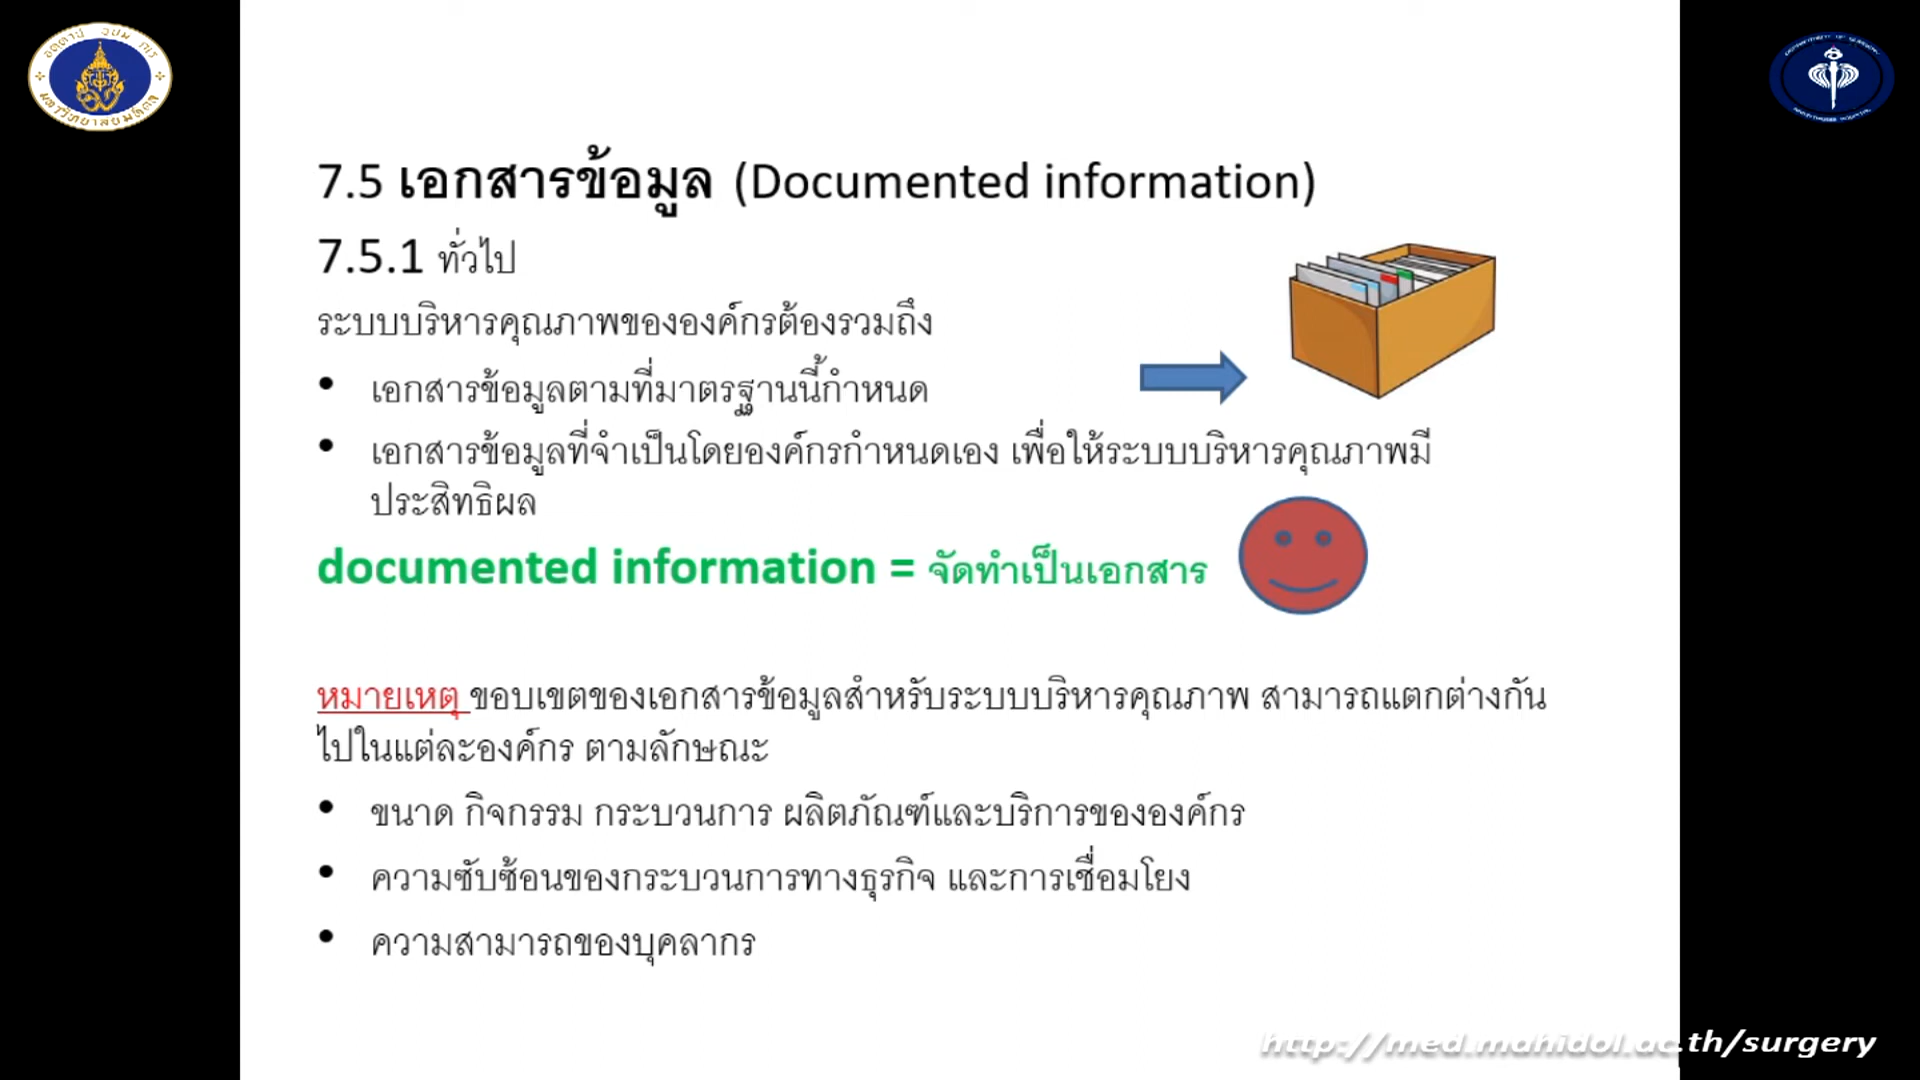 7.5 เอกสารข้อมูล (Documented information)
7.5.1 ทั่วไป
ระบบบริหารคุณภาพขององค์กรต้องรวมถึง
• เอกสารข้อมูลตามที่มาตรฐานนี้กำหนด
• เอกสารข้อมูลที่จำเป็นโดยองค์กรกำหนดเอง เพื่อให้ระบบบริหารคุณภาพมี
ประสิทธิผล
documented information = จัดทำเป็นเอกสาร
หมายเหตุ ขอบเขตของเอกสารข้อมูลสำหรับระบบบริหารคุณภาพ สามารถแตกต่างกัน
ไปในแต่ละองค์กร ตามลักษณะ
• ขนาด กิจกรรม กระบวนการ ผลิตภัณฑ์และบริการขององค์กร
• ความซับซ้อนของกระบวนการทางธุรกิจ และการเชื่อมโยง
• ความสามารถของบุคลากร
http://med.mahidol.ac.th/surgery